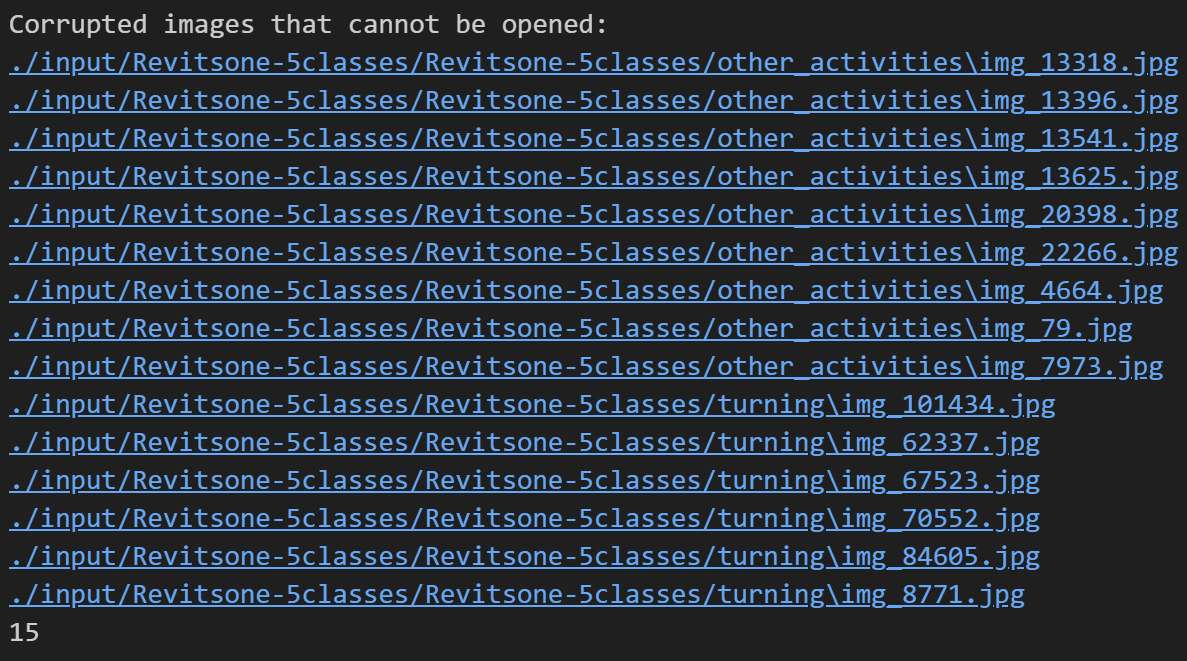 Corrupted images that cannot be opened:
./input/Revitsone-5classes/Revitsone-5classes/other_activities\img_13318.jpg
./input/Revitsone-5classes/Revitsone-5classes/other_activities\img_13396.jpg
./input/Revitsone-5classes/Revitsone-5classes/other_activities\img_13541.jpg
./input/Revitsone-5classes/Revitsone-5classes/other_activities\img_13625.jpg
./input/Revitsone-5classes/Revitsone-5classes/other_activities\img_20398.jpg
./input/Revitsone-5classes/Revitsone-5classes/other_activities\img_22266.jpg
./input/Revitsone-5classes/Revitsone-5classes/other_activities\img_4664.jpg
./input/Revitsone-5classes/Revitsone-5classes/other_activities\img_79.jpg
./input/Revitsone-5classes/Revitsone-5classes/other_activities\img_7973.jpg
./input/Revitsone-5classes/Revitsone-5classes/turning\img_101434.jpg
./input/Revitsone-5classes/Revitsone-5classes/turning\img_62337.jpg
./input/Revitsone-5classes/Revitsone-5classes/turning\img_67523.jpg
./input/Revitsone-5classes/Revitsone-5classes/turning\img_70552.jpg
./input/Revitsone-5classes/Revitsone-5classes/turning\img_84605.jpg
./input/Revitsone-5classes/Revitsone-5classes/turning\img_8771.jpg
15